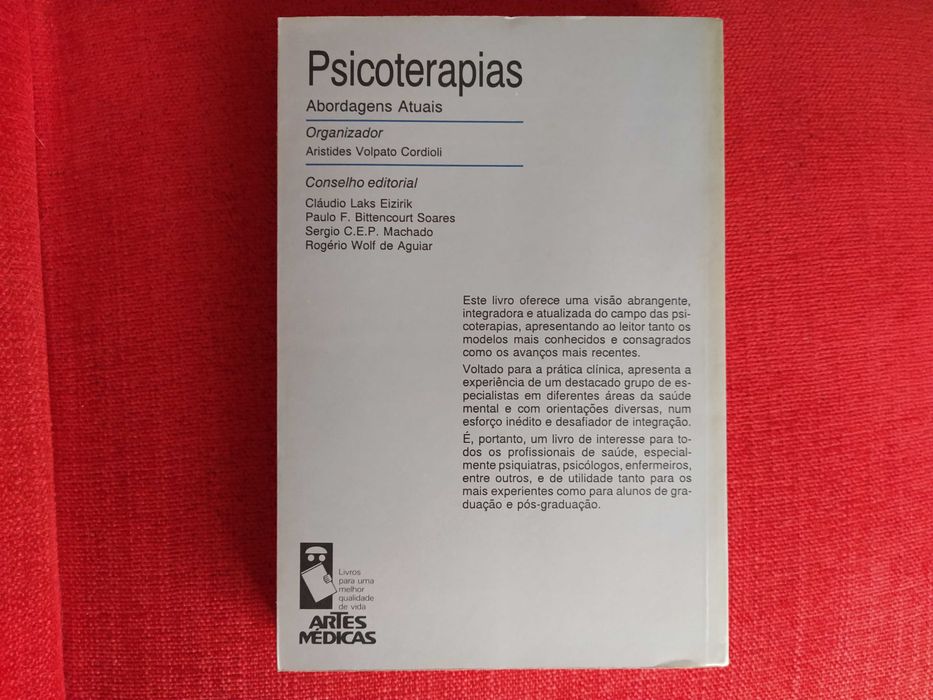 Psicoterapias
Abordagens Atuais
Organizador
Aristides Volpato Cordioli
Conselho editorial
Cláudio Laks Eizirik
Paulo F. Bittencourt Soares
Sergio C.E.P. Machado
Rogério Wolf de Aguiar
Este livro oferece uma visão abrangente,
integradora e atualizada do campo das psi-
coterapias, apresentando ao leitor tanto os
modelos mais conhecidos e consagrados
como os avanços mais recentes.
Voltado para a prática clínica, apresenta a
experiência de um destacado grupo de es-
pecialistas em diferentes áreas da saúde
mental e com orientações diversas, num
esforço inédito e desafiador de integração.
É, portanto, um livro de interesse para to-
dos os profissionais de saúde, especial-
mente psiquiatras, psicólogos, enfermeiros,
entre outros, e de utilidade tanto para os
mais experientes como para alunos de gra-
duação e pós-graduação.
Livros
para uma
melhor
qualidade
de vida
ARTES
MÉDICAS